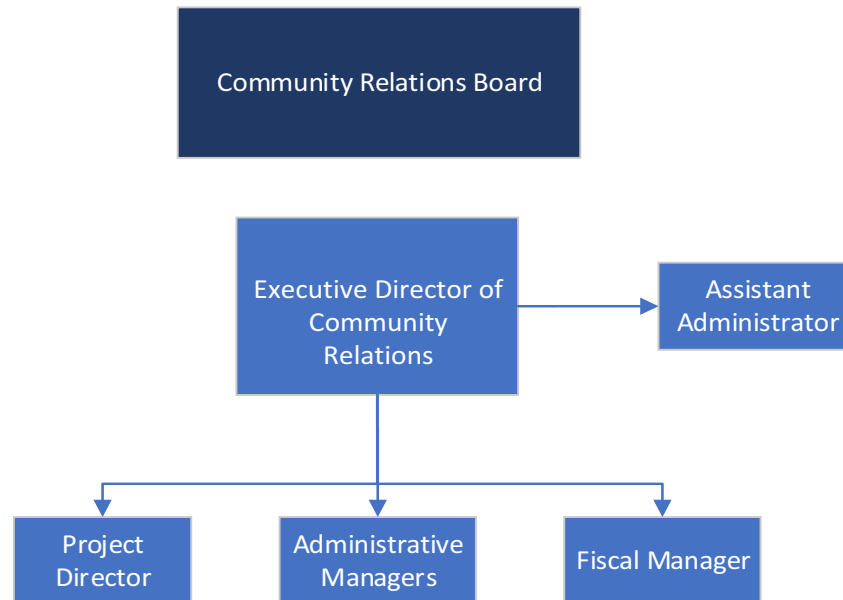 Community Relations Board
Executive Director of
Community
Relations
Assistant
Administrator
Project
Director
Administrative
Managers
Fiscal Manager